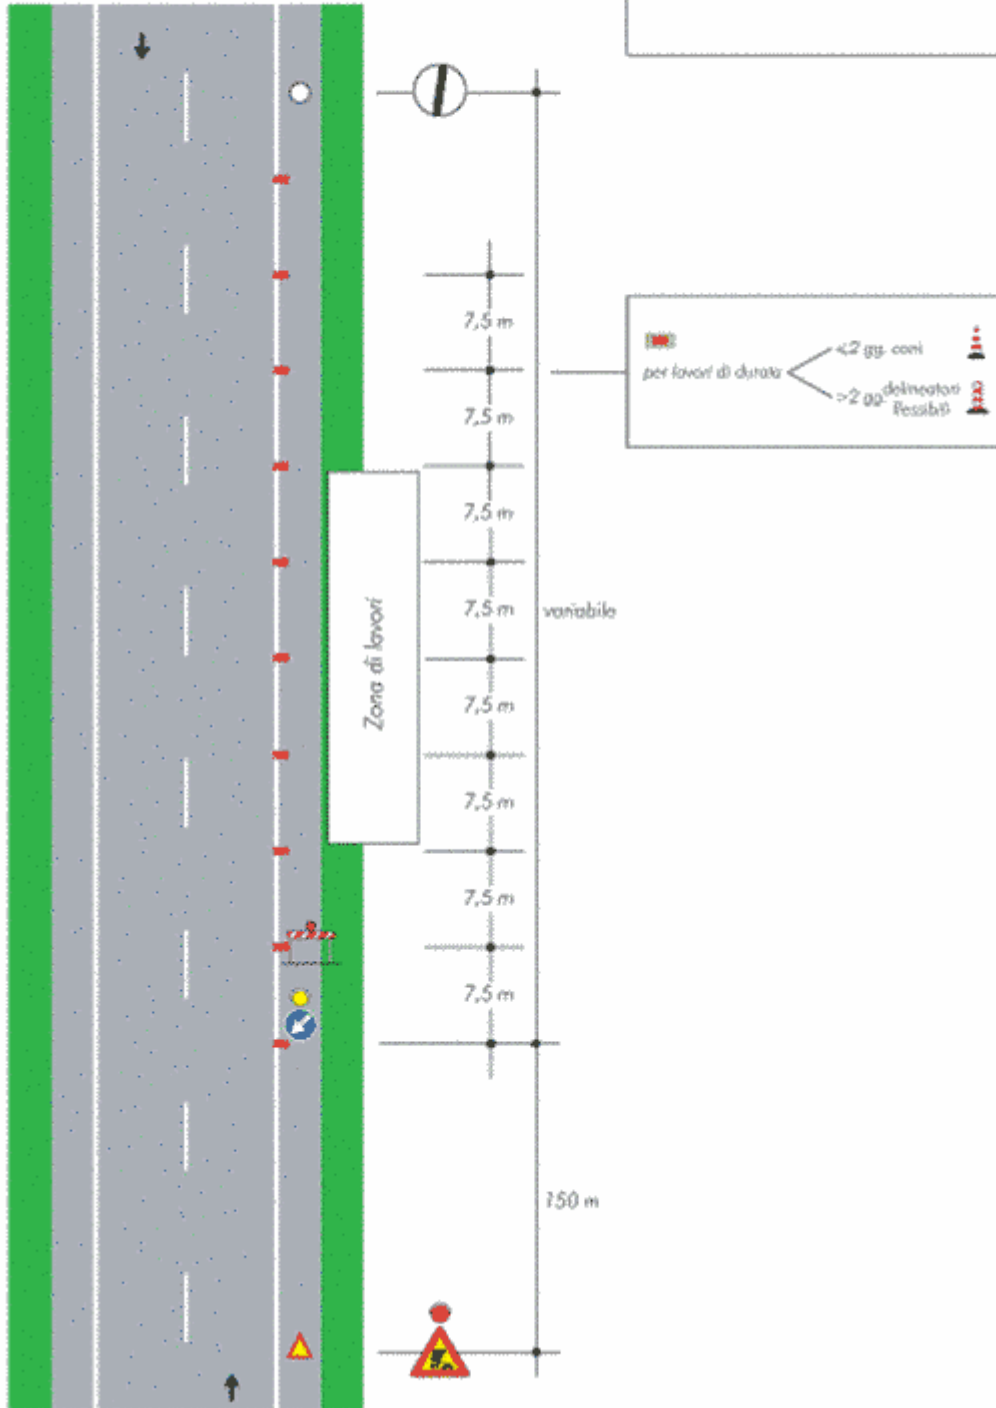 7,5 m
7,5 m
7,5 m
7,5 m
7,5 m
7,5 m
7,5 m
7,5 m
Zona di lavori
variabile
150 m
per lavori di durata
<2 gg. coni
>2 gg. delineatori
flessibili